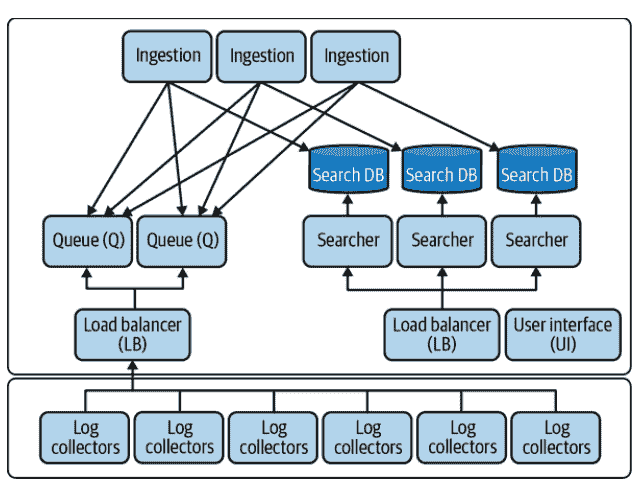 Ingestion
Ingestion
Ingestion
Search DB
Search DB
Search DB
Queue (Q)
Queue (Q)
Searcher
Searcher
Searcher
Load balancer
(LB)
Load balancer
(LB)
User interface
(UI)
Log
collectors
Log
collectors
Log
collectors
Log
collectors
Log
collectors
Log
collectors